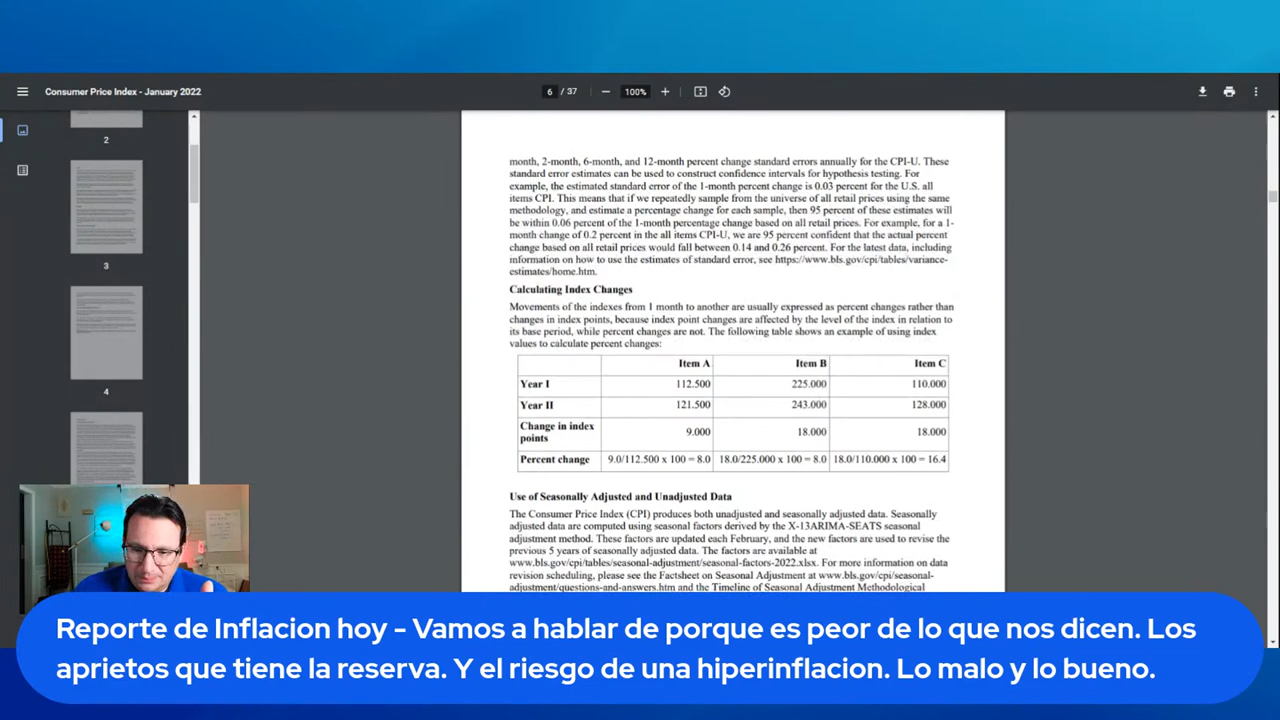 Consumer Price Index - January 2022
6 / 37
100%
2
3
4
month, 2-month, 6-month, and 12-month percent change standard errors annually for the CPI-U. These
standard error estimates can be used to construct confidence intervals for hypothesis testing. For
example, the estimated standard error of the 1-month percent change is 0.03 percent for the U.S. all
items CPI. This means that if we repeatedly sample from the universe of all retail prices using the same
methodology, and estimate a percentage change for each sample, then 95 percent of these estimates will
be within 0.06 percent of the 1-month percentage change based on all retail prices. For example, for a 1-
month change of 0.2 percent in the all items CPI-U, we are 95 percent confident that the actual percent
change based on all retail prices would fall between 0.14 and 0.26 percent. For the latest data, including
information on how to use the estimates of standard error, see https://www.bls.gov/cpi/tables/variance-
estimates/home.htm.
Calculating Index Changes
Movements of the indexes from 1 month to another are usually expressed as percent changes rather than
changes in index points, because index point changes are affected by the level of the index in relation to
its base period, while percent changes are not. The following table shows an example of using index
values to calculate percent changes:
Item A Item B Item C
Year I 112.500 225.000 110.000
Year II 121.500 243.000 128.000
Change in index
points 9.000 18.000 18.000
Percent change 9.0/112.500 x 100 = 8.0 18.0/225.000 x 100 = 8.0 18.0/110.000 x 100 = 16.4
Use of Seasonally Adjusted and Unadjusted Data
The Consumer Price Index (CPI) produces both unadjusted and seasonally adjusted data. Seasonally
adjusted data are computed using seasonal factors derived by the X-13ARIMA-SEATS seasonal
adjustment method. These factors are updated each February, and the new factors are used to revise the
previous 5 years of seasonally adjusted data. The factors are available at
www.bls.gov/cpi/tables/seasonal-adjustment/seasonal-factors-2022.xlsx. For more information on data
revision scheduling, please see the Factsheet on Seasonal Adjustment at www.bls.gov/cpi/seasonal-
adjustment/questions-and-answers.htm and the Timeline of Seasonal Adjustment Methodological
Reporte de Inflacion hoy - Vamos a hablar de porque es peor de lo que nos dicen. Los
aprietos que tiene la reserva. Y el riesgo de una hiperinflacion. Lo malo y lo bueno.